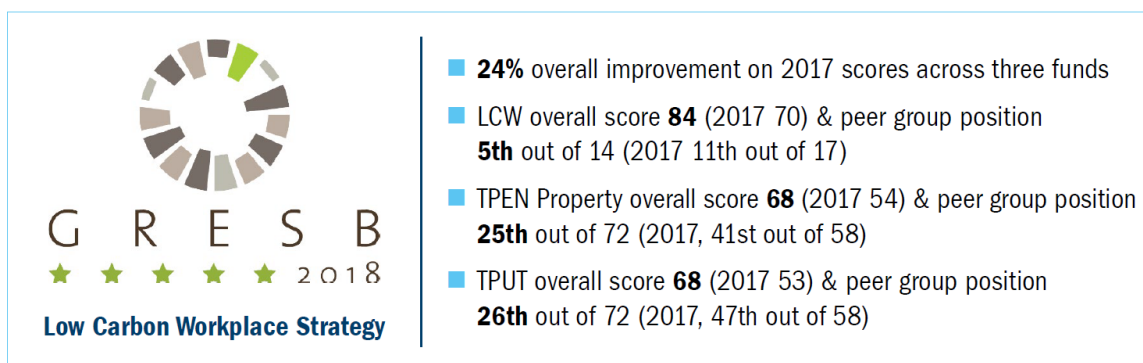 GRESB
2018
Low Carbon Workplace Strategy
24% overall improvement on 2017 scores across three funds
LCW overall score 84 (2017 70) & peer group position
5th out of 14 (2017 11th out of 17)
TPEN Property overall score 68 (2017 54) & peer group position
25th out of 72 (2017, 41st out of 58)
TPUT overall score 68 (2017 53) & peer group position
26th out of 72 (2017, 47th out of 58)